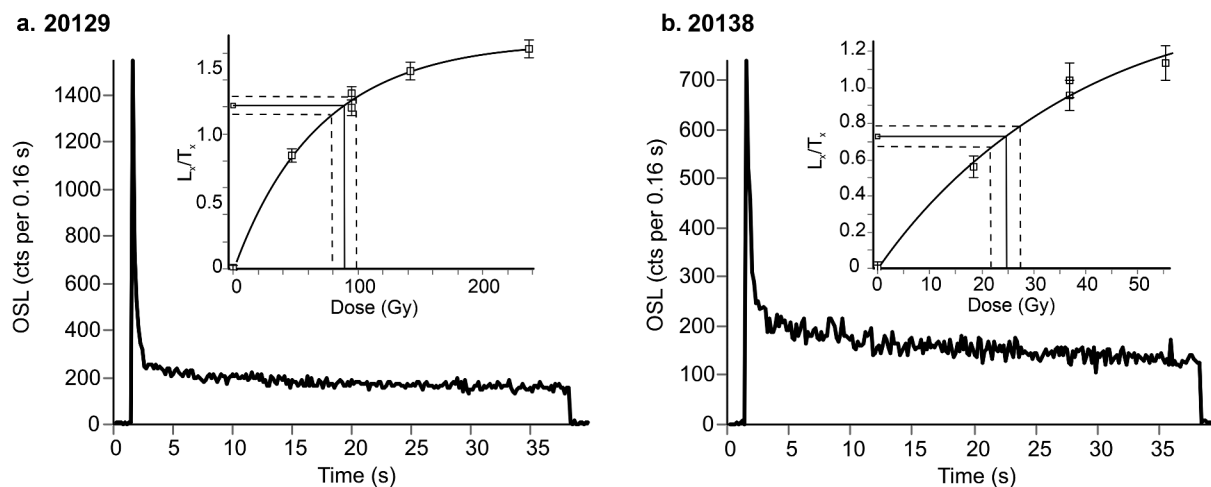 a. 20129
OSL (cts per 0.16 s)
1400
1200
1000
800
600
400
200
0
0 5 10 15 20 25 30 35
Time (s)
Lx/Tx
1.5
1.0
0.5
0
0 100 200
Dose (Gy)
b. 20138
OSL (cts per 0.16 s)
700
600
500
400
300
200
100
0
0 5 10 15 20 25 30 35
Time (s)
Lx/Tx
1.2
1.0
0.8
0.6
0.4
0.2
0
0 10 20 30 40 50
Dose (Gy)